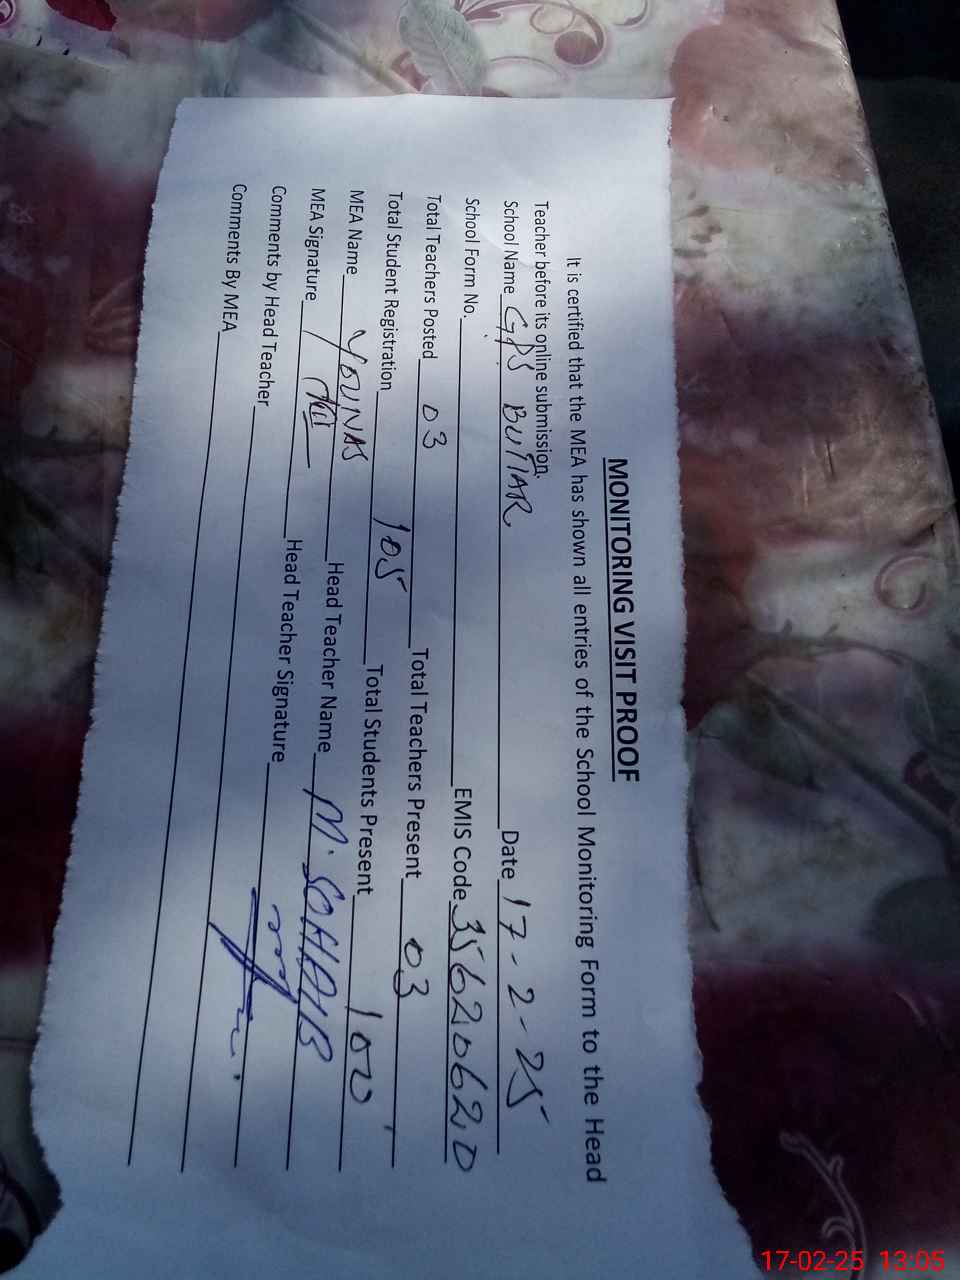 MONITORING VISIT PROOF
It is certified that the MEA has shown all entries of the School Monitoring Form to the Head
Teacher before its online submission.
School Name GPS BUTTAR Date 17-2-25
School Form No. EMIS Code 35620620
Total Teachers Posted 03 Total Teachers Present 03
Total Student Registration 105 Total Students Present 100
MEA Name YOUNAS Head Teacher Name M. SOHAIB
MEA Signature Head Teacher Signature
Comments by Head Teacher
Comments By MEA
17-02-25 13:05